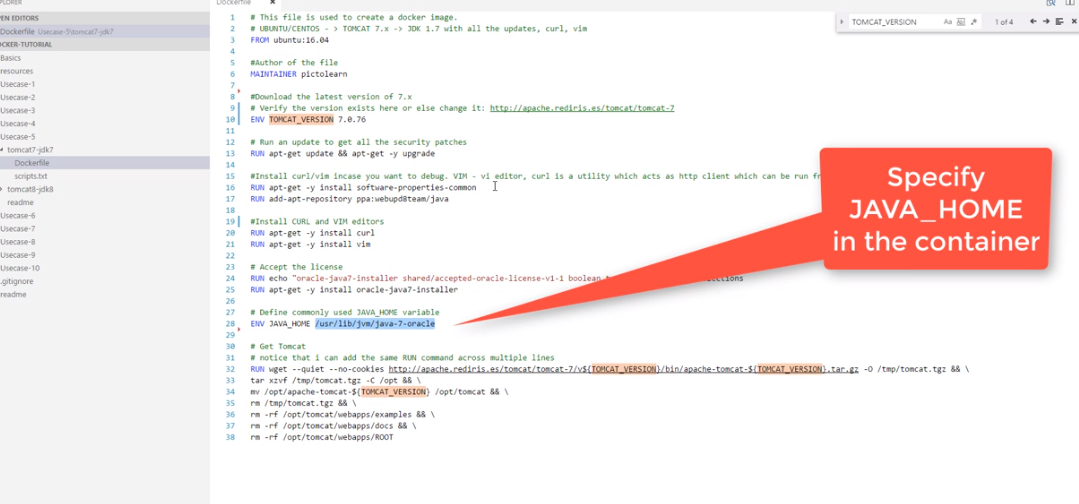 Dockerfile ×
TOMCAT_VERSION Aa 1 of 4
PLORER
EN EDITORS
Dockerfile Usecase-5\tomcat7-jdk7
OCKER-TUTORIAL
Basics
resources
Usecase-1
Usecase-2
Usecase-3
Usecase-4
Usecase-5
tomcat7-jdk7
Dockerfile
scripts.txt
tomcat8-jdk8
readme
Usecase-6
Usecase-7
Usecase-8
Usecase-9
Usecase-10
.gitignore
readme
1 # This file is used to create a docker image.
2 # UBUNTU/CENTOS - > TOMCAT 7.x -> JDK 1.7 with all the updates, curl, vim
3 FROM ubuntu:16.04
4
5 #Author of the file
6 MAINTAINER pictolearn
7
8 #Download the latest version of 7.x
9 # Verify the version exists here or else change it: http://apache.rediris.es/tomcat/tomcat-7
10 ENV TOMCAT_VERSION 7.0.76
11
12 # Run an update to get all the security patches
13 RUN apt-get update && apt-get -y upgrade
14
15 #Install curl/vim incase you want to debug. VIM - vi editor, curl is a utility which acts as http client which can be run
16 RUN apt-get -y install software-properties-common
17 RUN add-apt-repository ppa:webupd8team/java
18
19 #Install CURL and VIM editors
20 RUN apt-get -y install curl
21 RUN apt-get -y install vim
22
23 # Accept the license
24 RUN echo "oracle-java7-installer shared/accepted-oracle-license-v1-1 boolean
25 RUN apt-get -y install oracle-java7-installer
26
27 # Define commonly used JAVA_HOME variable
28 ENV JAVA_HOME /usr/lib/jvm/java-7-oracle
29
30 # Get Tomcat
31 # notice that i can add the same RUN command across multiple lines
32 RUN wget --quiet --no-cookies http://apache.rediris.es/tomcat/tomcat-7/v${TOMCAT_VERSION}/bin/apache-tomcat-${TOMCAT_VERSION}.tar.gz -O /tmp/tomcat.tgz && \
33 tar xzvf /tmp/tomcat.tgz -C /opt && \
34 mv /opt/apache-tomcat-${TOMCAT_VERSION} /opt/tomcat && \
35 rm /tmp/tomcat.tgz && \
36 rm -rf /opt/tomcat/webapps/examples && \
37 rm -rf /opt/tomcat/webapps/docs && \
38 rm -rf /opt/tomcat/webapps/ROOT
Specify
JAVA_HOME
in the container